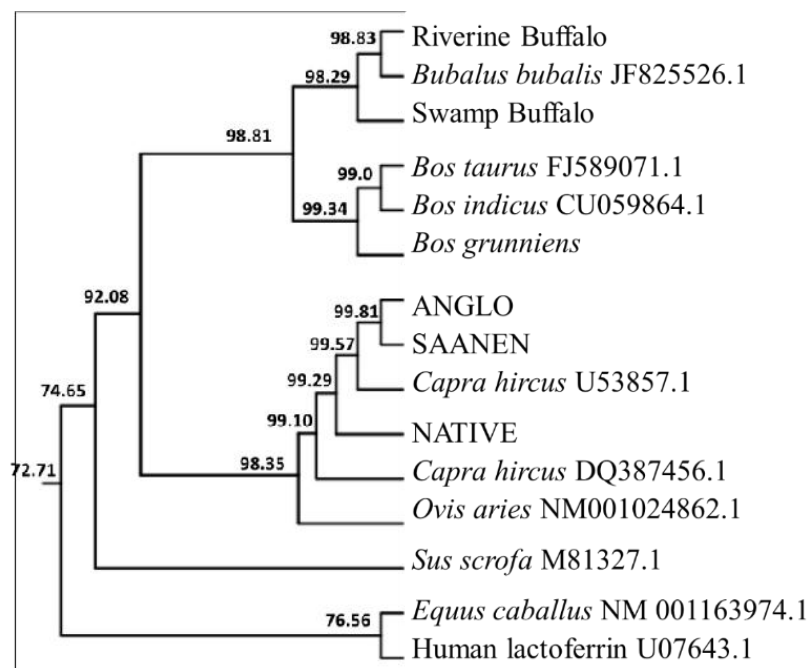 98.83 Riverine Buffalo
98.29 Bubalus bubalis JF825526.1
Swamp Buffalo
98.81
99.0 Bos taurus FJ589071.1
99.34 Bos indicus CU059864.1
Bos grunniens
92.08
99.81 ANGLO
99.57 SAANEN
99.29 Capra hircus U53857.1
74.65
99.10 NATIVE
72.71 98.35 Capra hircus DQ387456.1
Ovis aries NM001024862.1
Sus scrofa M81327.1
76.56 Equus caballus NM 001163974.1
Human lactoferrin U07643.1